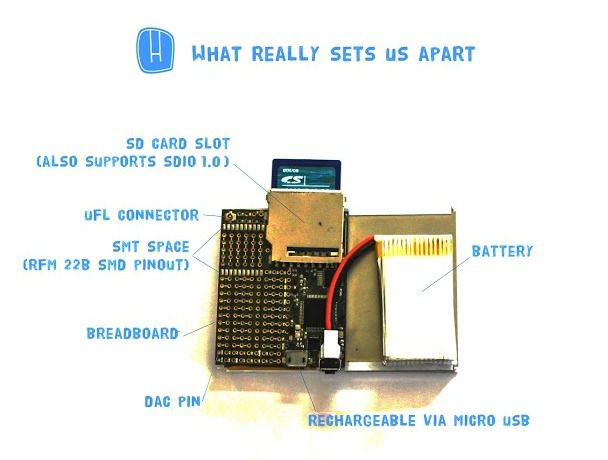 H WHAT REALLY SETS US APART
SD CARD SLOT
(ALSO SUPPORTS SDIO 1.0)
uFL CONNECTOR
SMT SPACE
(RFM 22B SMD PINOUT)
BATTERY
BREADBOARD
DAC PIN
RECHARGEABLE VIA MICRO USB